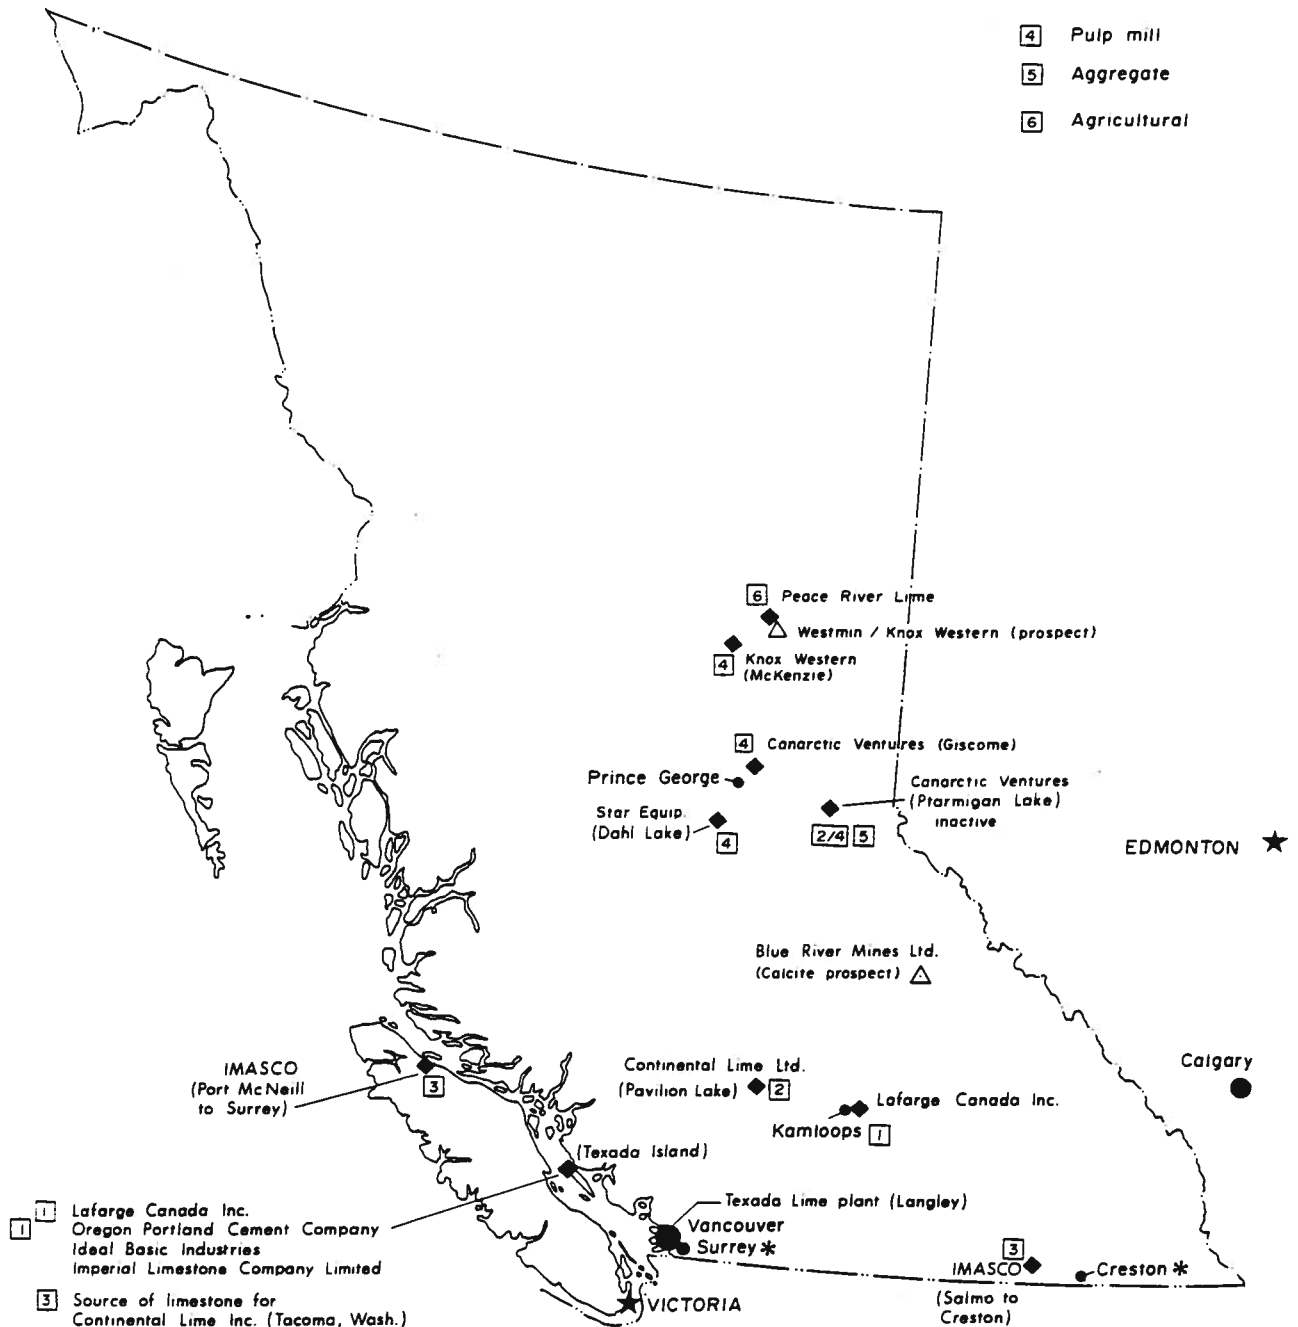 4 Pulp mill
5 Aggregate
6 Agricultural
6 Peace River Lime
Westmin / Knox Western (prospect)
4 Knox Western
(McKenzie)
4 Canarctic Ventures (Giscome)
Prince George
Canarctic Ventures
(Ptarmigan Lake)
inactive
Star Equip.
(Dahl Lake)
4
2/4 5
EDMONTON
Blue River Mines Ltd.
(Calcite prospect)
IMASCO
(Port McNeill
to Surrey)
3
Continental Lime Ltd.
(Pavilion Lake)
2
Calgary
Lafarge Canada Inc.
Kamloops 1
(Texada Island)
Texada Lime plant (Langley)
1 Lafarge Canada Inc.
1 Oregon Portland Cement Company
Ideal Basic Industries
Imperial Limestone Company Limited
Vancouver
Surrey *
3
IMASCO
(Salmo to
Creston)
Creston *
3 Source of limestone for
Continental Lime Inc. (Tacoma, Wash.)
VICTORIA